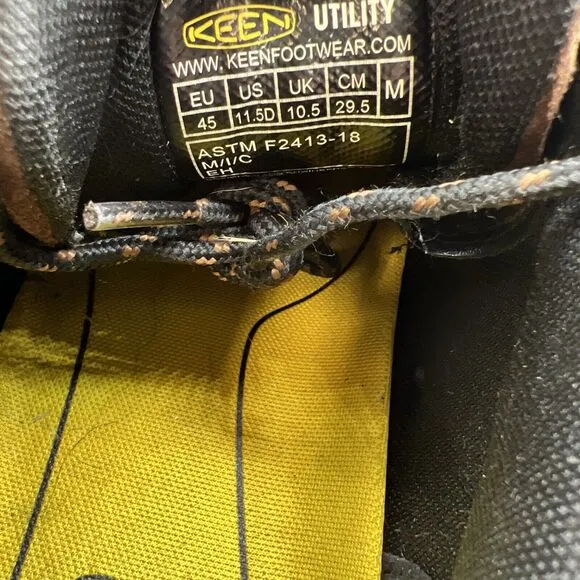 KEEN UTILITY
WWW.KEENFOOTWEAR.COM
EU US UK CM M
45 11.5D 10.5 29.5
ASTM F2413-18
M/I/C
EH